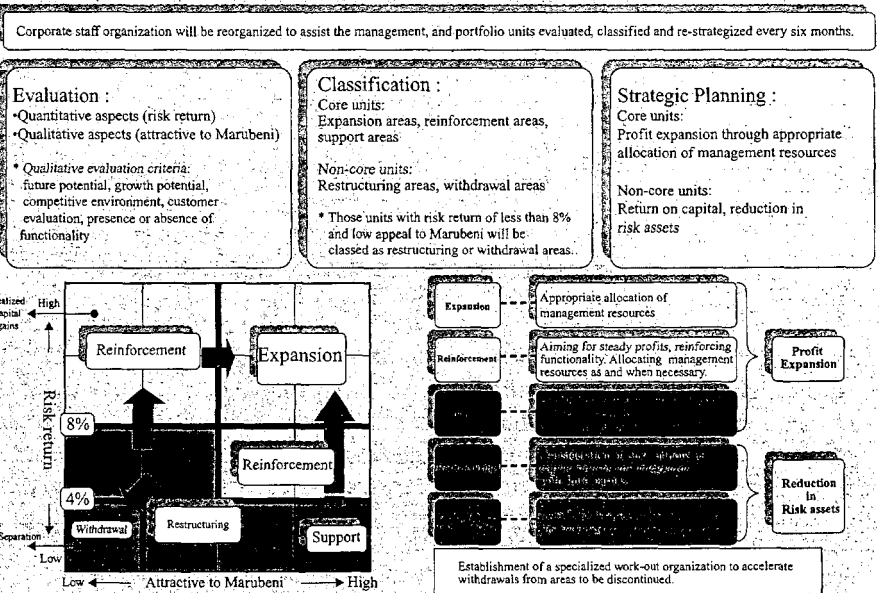 Corporate staff organization will be reorganized to assist the management, and portfolio units evaluated, classified and re-strategized every six months.
Evaluation :
•Quantitative aspects (risk return)
•Qualitative aspects (attractive to Marubeni)
* Qualitative evaluation criteria:
future potential, growth potential,
competitive environment, customer
evaluation, presence or absence of
functionality
Classification :
Core units:
Expansion areas, reinforcement areas,
support areas
Non-core units:
Restructuring areas, withdrawal areas
* Those units with risk return of less than 8%
and low appeal to Marubeni will be
classed as restructuring or withdrawal areas.
Strategic Planning :
Core units:
Profit expansion through appropriate
allocation of management resources
Non-core units:
Return on capital, reduction in
risk assets
High
Reinforcement
Expansion
Risk return
8%
Reinforcement
4%
Withdrawal
Restructuring
Support
Separation
Low
Low
Attractive to Marubeni
High
Expansion
Appropriate allocation of
management resources
Reinforcement
Aiming for steady profits, reinforcing
functionality. Allocating management
resources as and when necessary.
Profit
Expansion
Reduction
in
Risk assets
Establishment of a specialized work-out organization to accelerate
withdrawals from areas to be discontinued.